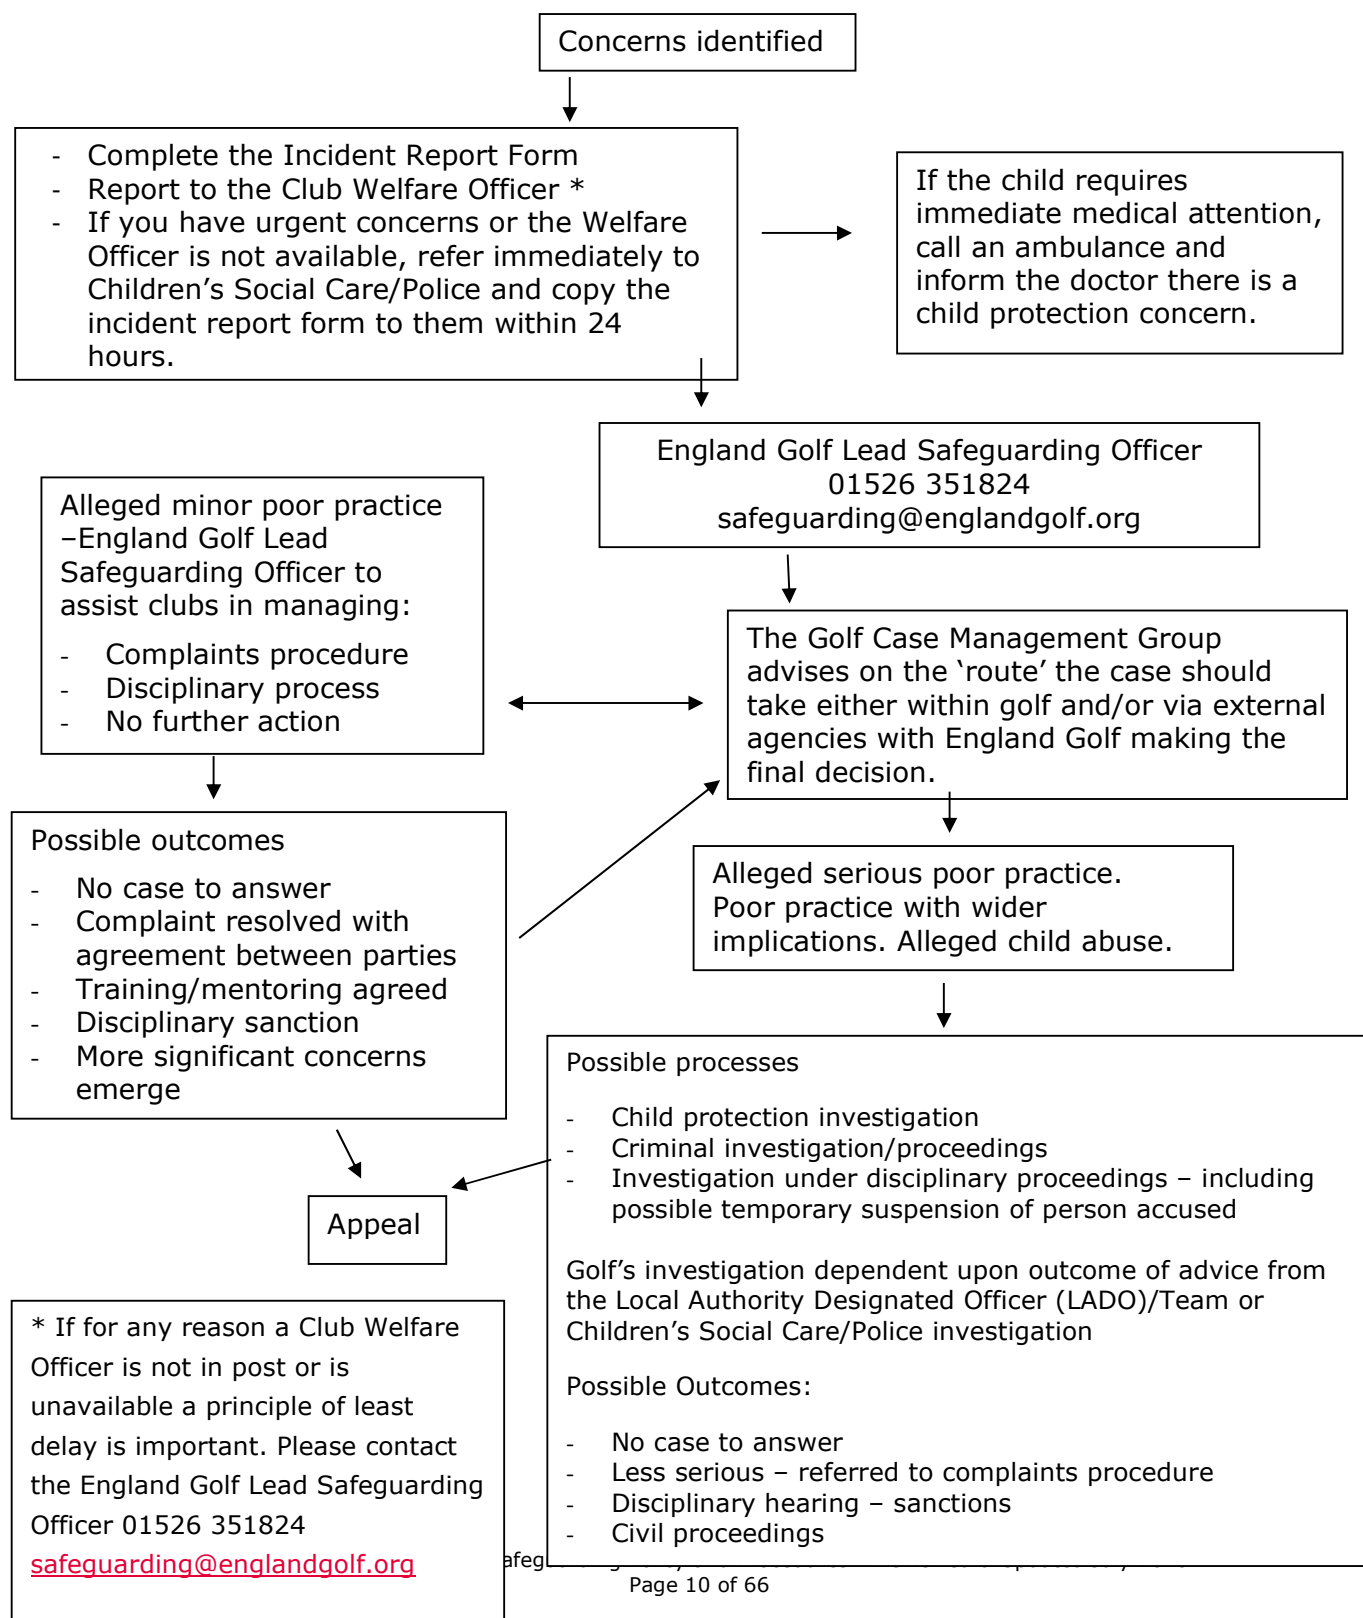 Concerns identified
- Complete the Incident Report Form
- Report to the Club Welfare Officer *
- If you have urgent concerns or the Welfare
Officer is not available, refer immediately to
Children’s Social Care/Police and copy the
incident report form to them within 24
hours.
If the child requires
immediate medical attention,
call an ambulance and
inform the doctor there is a
child protection concern.
England Golf Lead Safeguarding Officer
01526 351824
safeguarding@englandgolf.org
Alleged minor poor practice
–England Golf Lead
Safeguarding Officer to
assist clubs in managing:
- Complaints procedure
- Disciplinary process
- No further action
The Golf Case Management Group
advises on the ‘route’ the case should
take either within golf and/or via external
agencies with England Golf making the
final decision.
Possible outcomes
- No case to answer
- Complaint resolved with
agreement between parties
- Training/mentoring agreed
- Disciplinary sanction
- More significant concerns
emerge
Alleged serious poor practice.
Poor practice with wider
implications. Alleged child abuse.
Possible processes
- Child protection investigation
- Criminal investigation/proceedings
- Investigation under disciplinary proceedings – including
possible temporary suspension of person accused
Golf’s investigation dependent upon outcome of advice from
the Local Authority Designated Officer (LADO)/Team or
Children’s Social Care/Police investigation
Possible Outcomes:
- No case to answer
- Less serious – referred to complaints procedure
- Disciplinary hearing – sanctions
- Civil proceedings
Appeal
* If for any reason a Club Welfare
Officer is not in post or is
unavailable a principle of least
delay is important. Please contact
the England Golf Lead Safeguarding
Officer 01526 351824
safeguarding@englandgolf.org
Page 10 of 66